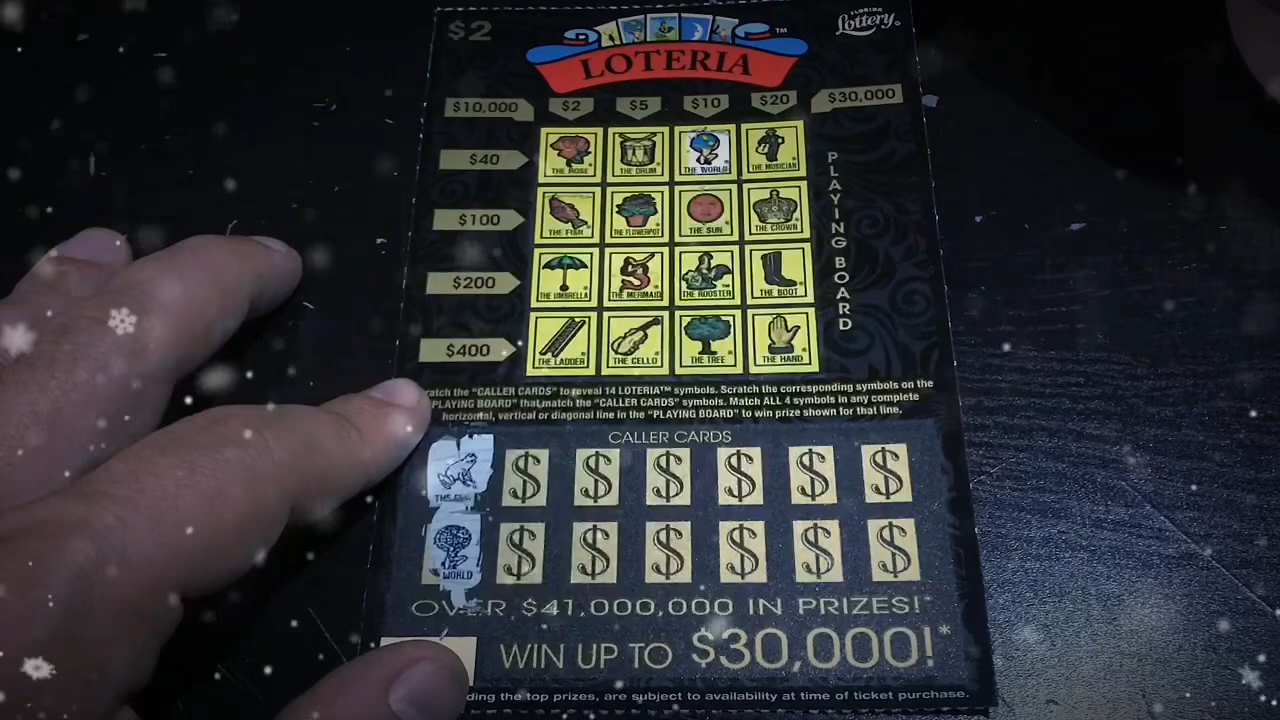 $2
LOTERIA™
FLORIDA
Lottery
$10,000 $2 $5 $10 $20 $30,000
$40
THE ROSE THE DRUM THE WORLD THE MUSICIAN
$100
THE FISH THE FLOWERPOT THE SUN THE CROWN
$200
THE UMBRELLA THE MERMAID THE ROOSTER THE BOOT
$400
THE LADDER THE CELLO THE TREE THE HAND
PLAYING BOARD
the "CALLER CARDS" to reveal 14 LOTERIA™ symbols. Scratch the corresponding symbols on the
"PLAYING BOARD" that match the "CALLER CARDS" symbols. Match ALL 4 symbols in any complete
horizontal, vertical or diagonal line in the "PLAYING BOARD" to win prize shown for that line.
CALLER CARDS
$ $ $ $ $ $
WORLD
$ $ $ $ $ $
OVER $41,000,000 IN PRIZES!
WIN UP TO $30,000!*
the top prizes, are subject to availability at time of ticket purchase.